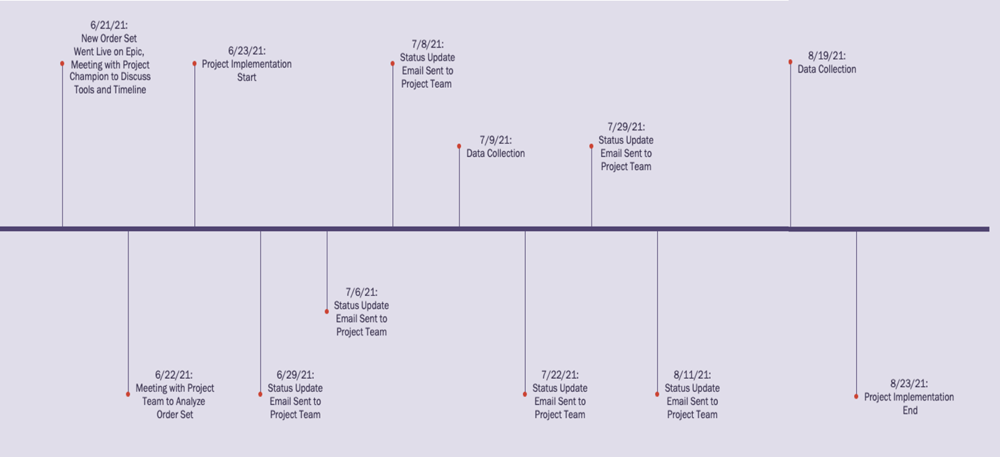 6/21/21:
New Order Set
Went Live on Epic,
Meeting with Project
Champion to Discuss
Tools and Timeline
6/22/21:
Meeting with Project
Team to Analyze
Order Set
6/23/21:
Project Implementation
Start
6/29/21:
Status Update
Email Sent to
Project Team
7/6/21:
Status Update
Email Sent to
Project Team
7/8/21:
Status Update
Email Sent to
Project Team
7/9/21:
Data Collection
7/22/21:
Status Update
Email Sent to
Project Team
7/29/21:
Status Update
Email Sent to
Project Team
8/11/21:
Status Update
Email Sent to
Project Team
8/19/21:
Data Collection
8/23/21:
Project Implementation
End